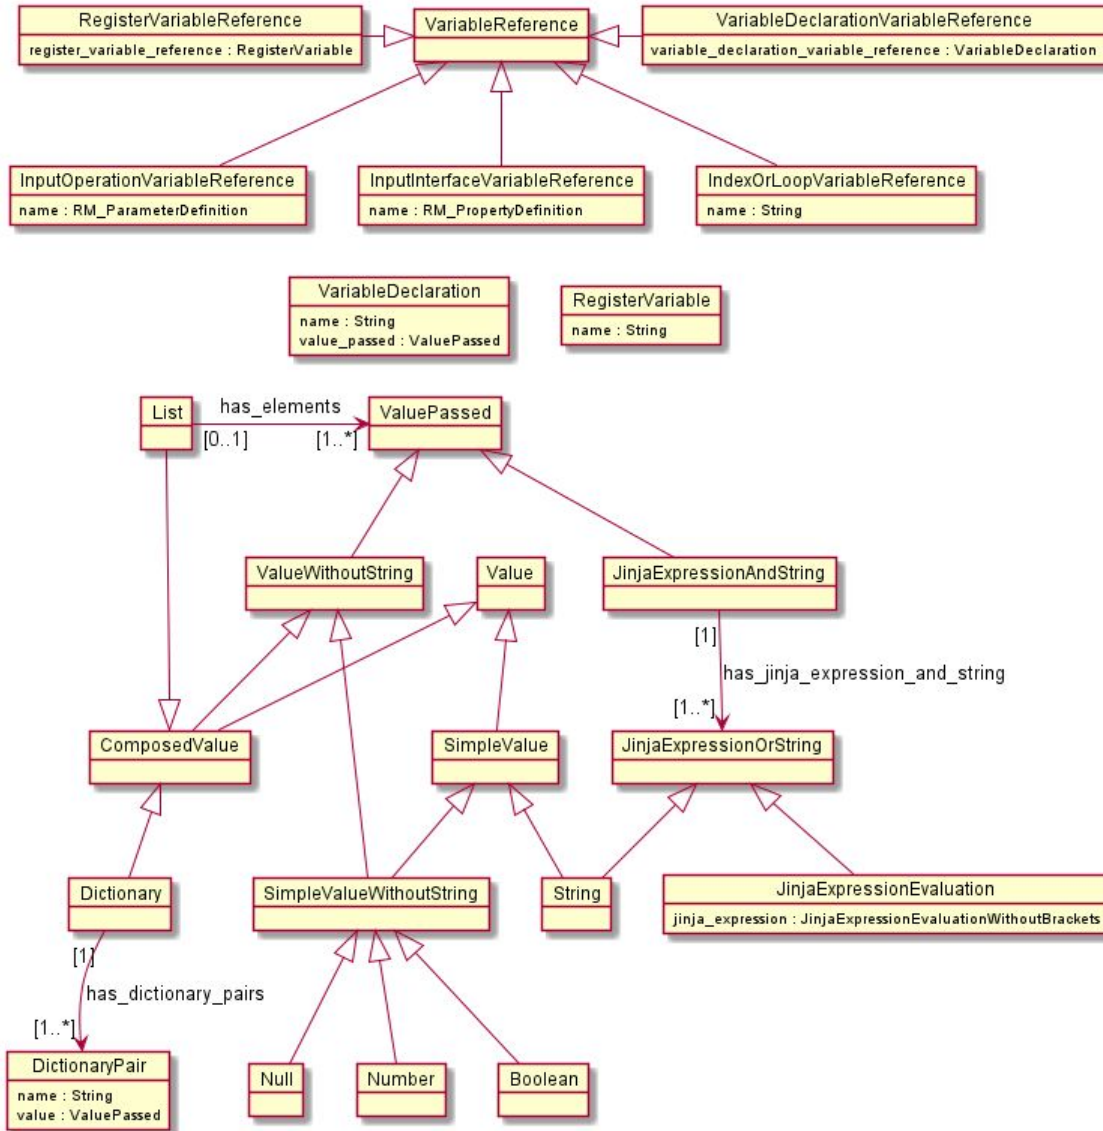 RegisterVariableReference
register_variable_reference : RegisterVariable
VariableReference
VariableDeclarationVariableReference
variable_declaration_variable_reference : VariableDeclaration
InputOperationVariableReference
name : RM_ParameterDefinition
InputInterfaceVariableReference
name : RM_PropertyDefinition
IndexOrLoopVariableReference
name : String
VariableDeclaration
name : String
value_passed : ValuePassed
RegisterVariable
name : String
List
has_elements
[0..1]
[1..*]
ValuePassed
ValueWithoutString
Value
JinjaExpressionAndString
[1]
has_jinja_expression_and_string
[1..*]
ComposedValue
SimpleValue
JinjaExpressionOrString
Dictionary
SimpleValueWithoutString
String
JinjaExpressionEvaluation
jinja_expression : JinjaExpressionEvaluationWithoutBrackets
[1]
has_dictionary_pairs
[1..*]
DictionaryPair
name : String
value : ValuePassed
Null
Number
Boolean